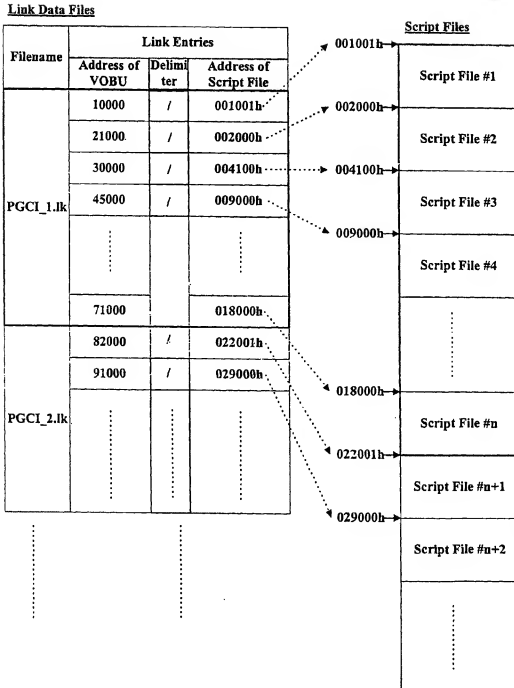 Link Data Files
Filename
Link Entries
Address of VOBU
Delimi ter
Address of Script File
PGCI_1.lk
10000 / 001001h
21000. / 002000h
30000 / 004100h
45000 / 009000h
71000 018000h
PGCI_2.lk
82000 / 022001h
91000 / 029000h
Script Files
001001h
Script File #1
002000h
Script File #2
004100h
Script File #3
009000h
Script File #4
018000h
Script File #n
022001h
Script File #n+1
029000h
Script File #n+2